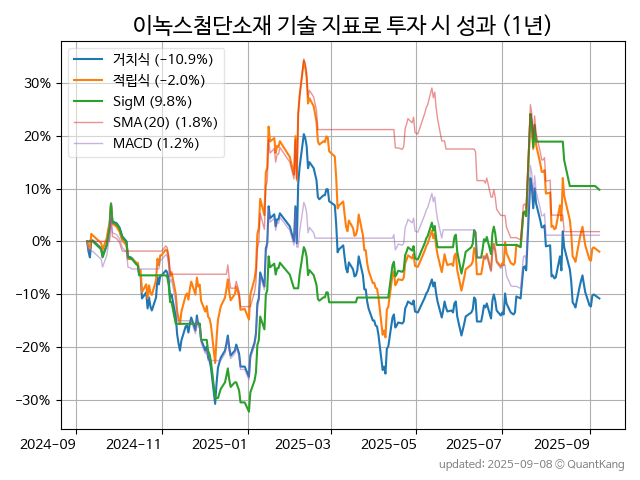 이녹스첨단소재 기술 지표로 투자 시 성과 (1년)
거치식 (−10.9%)
적립식 (−2.0%)
SigM (9.8%)
SMA(20) (1.8%)
MACD (1.2%)
30%
20%
10%
0%
−10%
−20%
−30%
2024-09 2024-11 2025-01 2025-03 2025-05 2025-07 2025-09
updated: 2025-09-08 © QuantKang